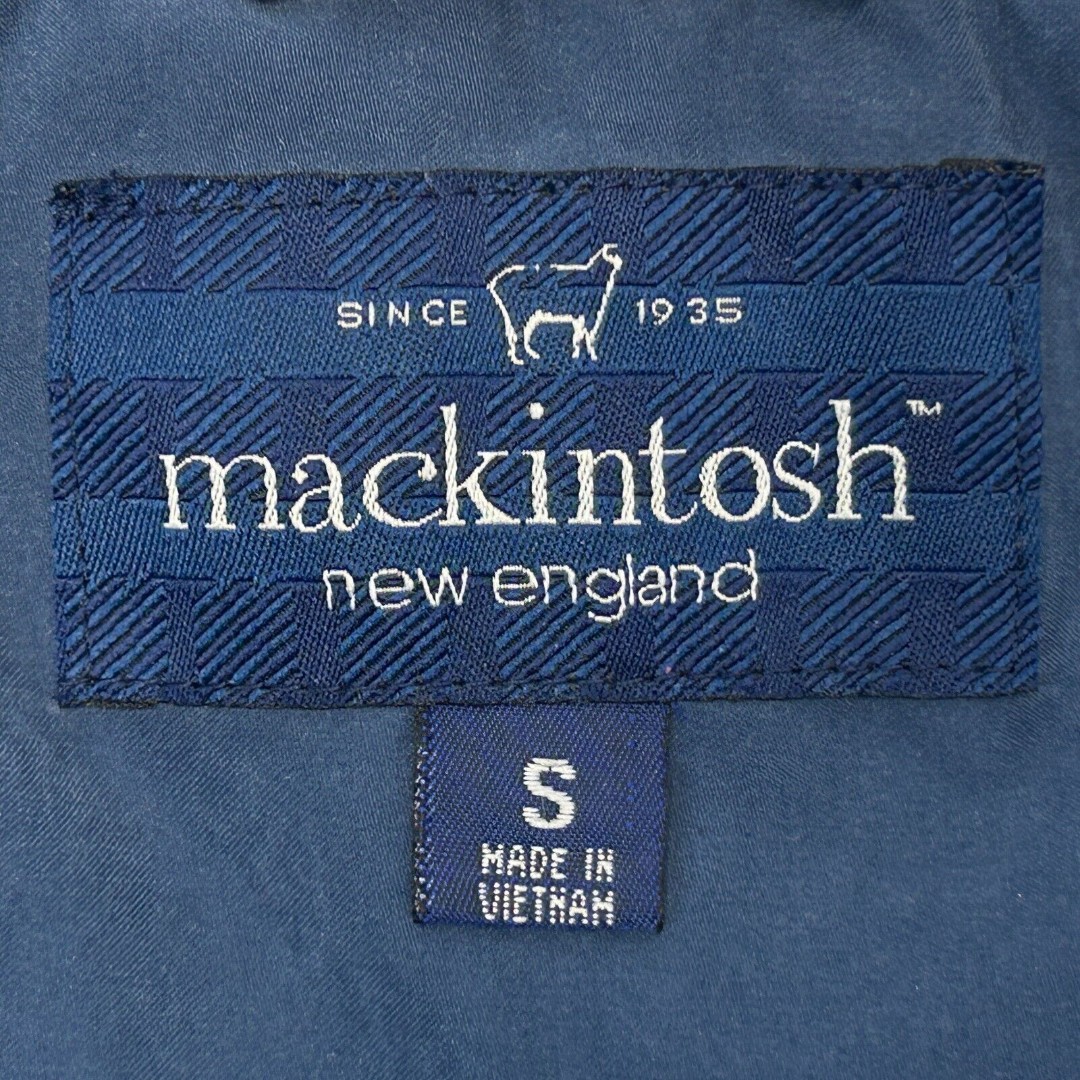 SINCE 1935
mackintosh™
new england
S
MADE IN
VIETNAM